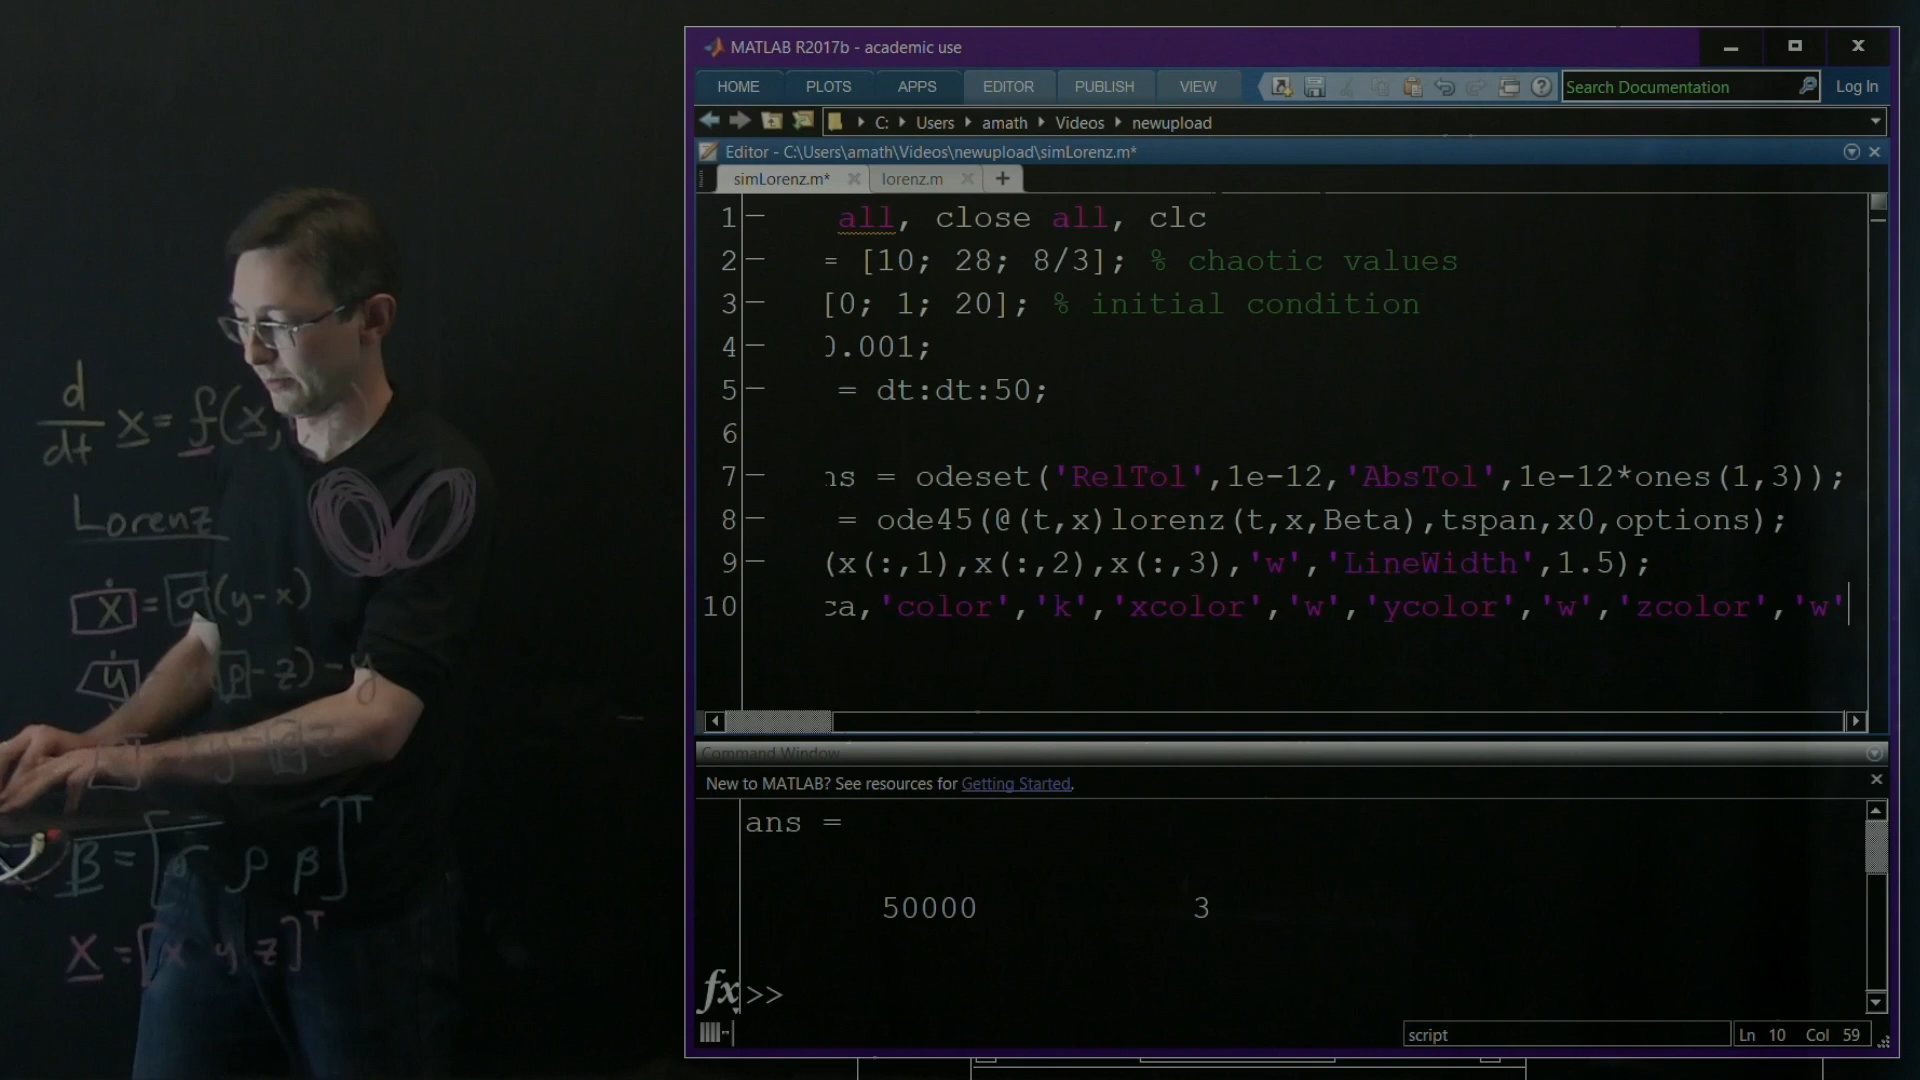 d/dt x = f(x,
Lorenz
ẋ = σ(y-x)
ẏ
ρ - z) - y
xy - β z
β = [σ ρ β]ᵀ
x = [x y z]ᵀ
MATLAB R2017b - academic use
HOME PLOTS APPS EDITOR PUBLISH VIEW Search Documentation Log In
C: Users amath Videos newupload
Editor - C:\Users\amath\Videos\newupload\simLorenz.m*
simLorenz.m* lorenz.m +
1 all, close all, clc
2 = [10; 28; 8/3]; % chaotic values
3 [0; 1; 20]; % initial condition
4 0.001;
5 = dt:dt:50;
6
7 ns = odeset('RelTol',1e-12,'AbsTol',1e-12*ones(1,3));
8 = ode45(@(t,x)lorenz(t,x,Beta),tspan,x0,options);
9 (x(:,1),x(:,2),x(:,3),'w','LineWidth',1.5);
10 ca,'color','k','xcolor','w','ycolor','w','zcolor','w'
Command Window
New to MATLAB? See resources for Getting Started.
ans =
50000 3
fx >>
script Ln 10 Col 59